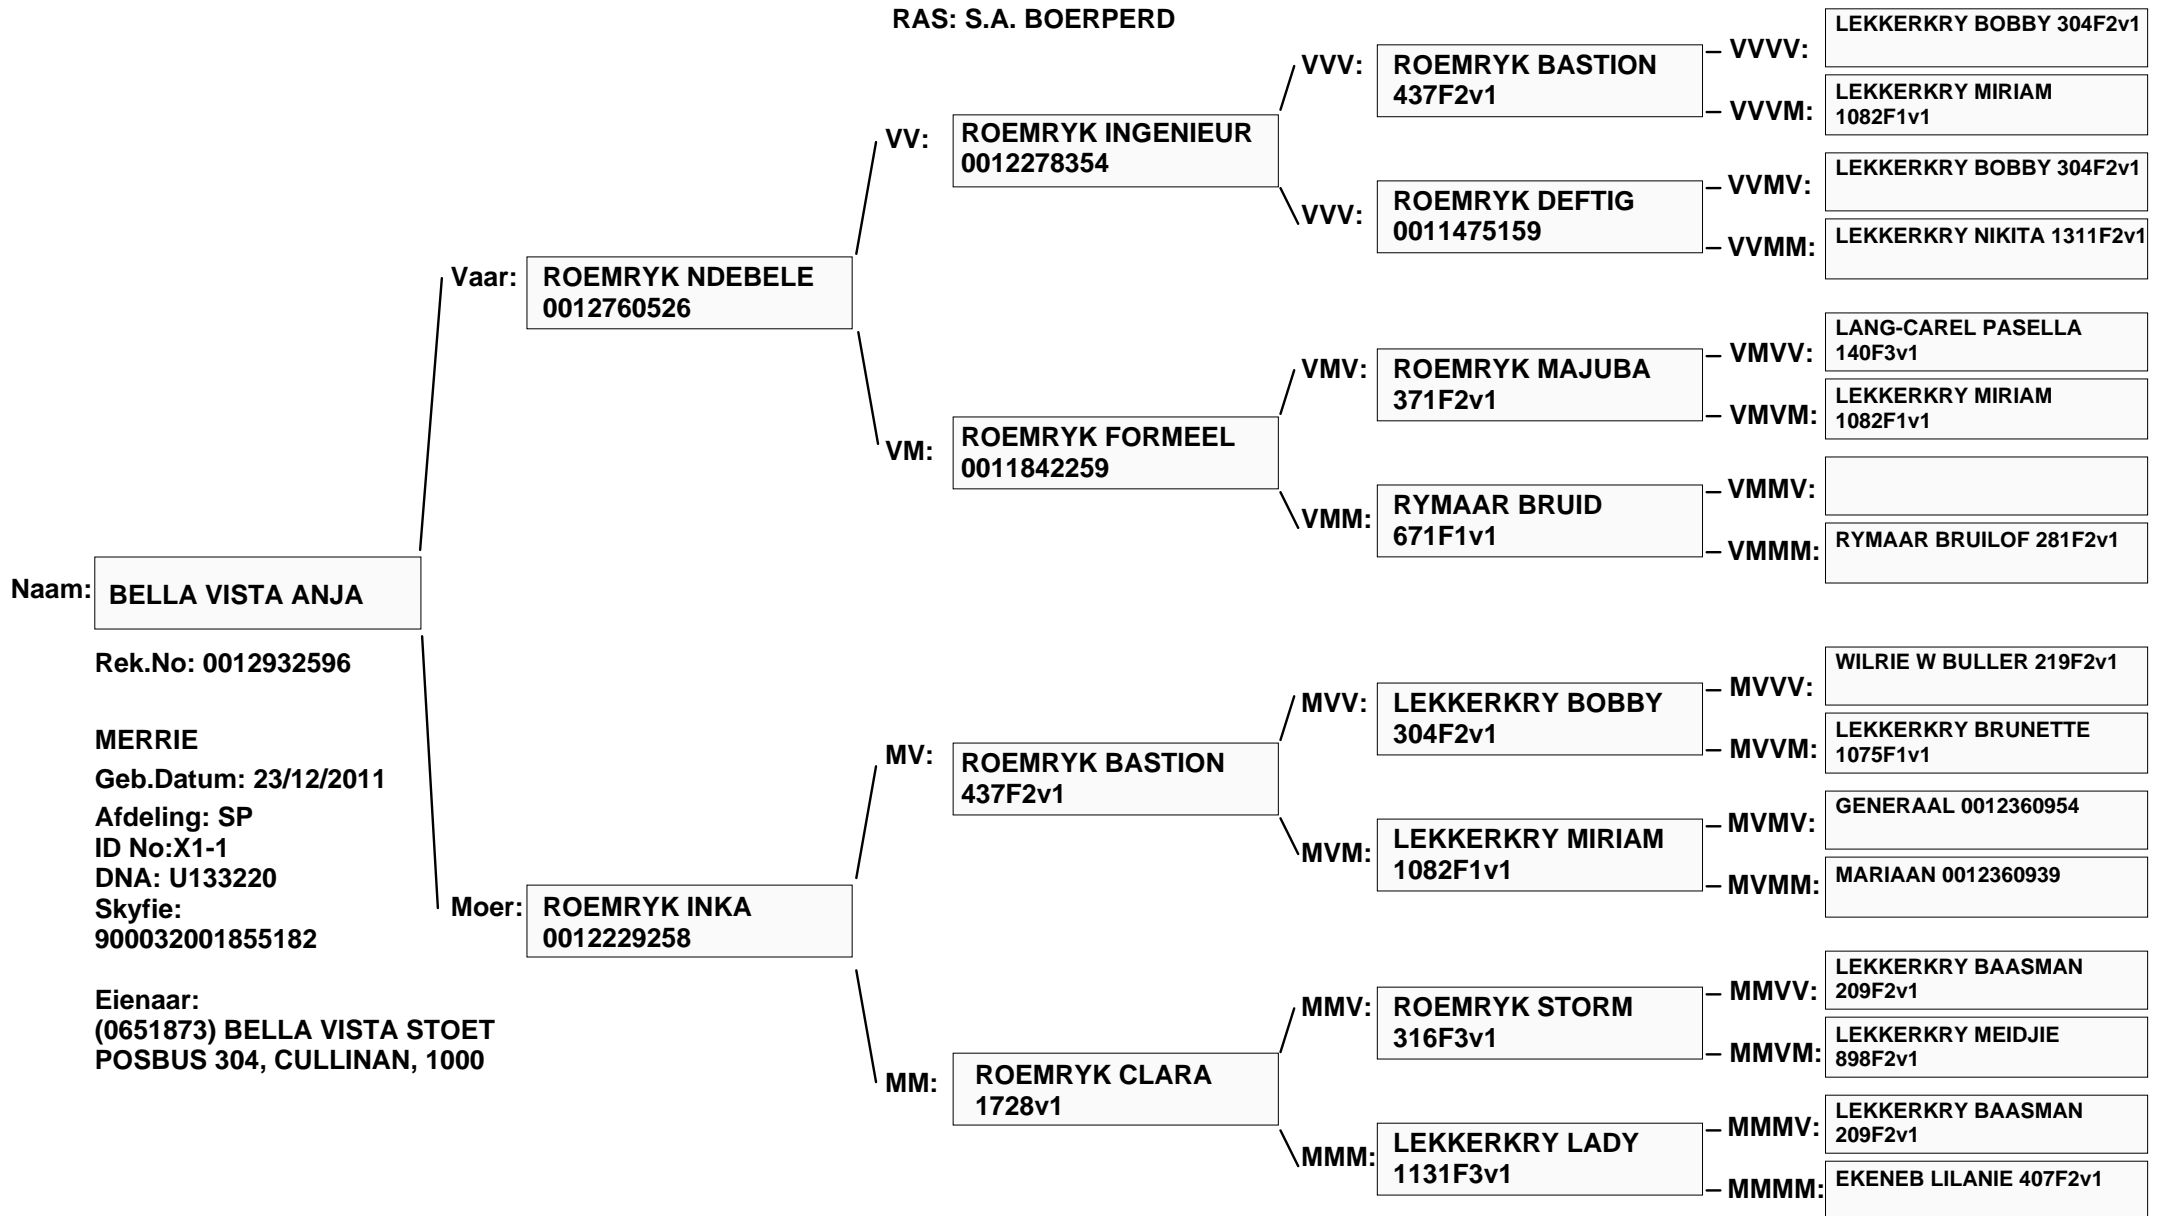 RAS: S.A. BOERPERD
Naam:
BELLA VISTA ANJA
Rek.No: 0012932596
MERRIE
Geb.Datum: 23/12/2011
Afdeling: SP
ID No:X1-1
DNA: U133220
Skyfie:
900032001855182
Eienaar:
(0651873) BELLA VISTA STOET
POSBUS 304, CULLINAN, 1000
Vaar:
ROEMRYK NDEBELE
0012760526
Moer:
ROEMRYK INKA
0012229258
VV:
ROEMRYK INGENIEUR
0012278354
VM:
ROEMRYK FORMEEL
0011842259
MV:
ROEMRYK BASTION
437F2v1
MM:
ROEMRYK CLARA
1728v1
VVV:
ROEMRYK BASTION
437F2v1
VVV:
ROEMRYK DEFTIG
0011475159
VMV:
ROEMRYK MAJUBA
371F2v1
VMM:
RYMAAR BRUID
671F1v1
MVV:
LEKKERKRY BOBBY
304F2v1
MVM:
LEKKERKRY MIRIAM
1082F1v1
MMV:
ROEMRYK STORM
316F3v1
MMM:
LEKKERKRY LADY
1131F3v1
VVVV:
LEKKERKRY BOBBY 304F2v1
VVVM:
LEKKERKRY MIRIAM
1082F1v1
VVMV:
LEKKERKRY BOBBY 304F2v1
VVMM:
LEKKERKRY NIKITA 1311F2v1
VMVV:
LANG-CAREL PASELLA
140F3v1
VMVM:
LEKKERKRY MIRIAM
1082F1v1
VMMV:
VMMM:
RYMAAR BRUILOF 281F2v1
MVVV:
WILRIE W BULLER 219F2v1
MVVM:
LEKKERKRY BRUNETTE
1075F1v1
MVMV:
GENERAAL 0012360954
MVMM:
MARIAAN 0012360939
MMVV:
LEKKERKRY BAASMAN
209F2v1
MMVM:
LEKKERKRY MEIDJIE
898F2v1
MMMV:
LEKKERKRY BAASMAN
209F2v1
MMMM:
EKENEB LILANIE 407F2v1